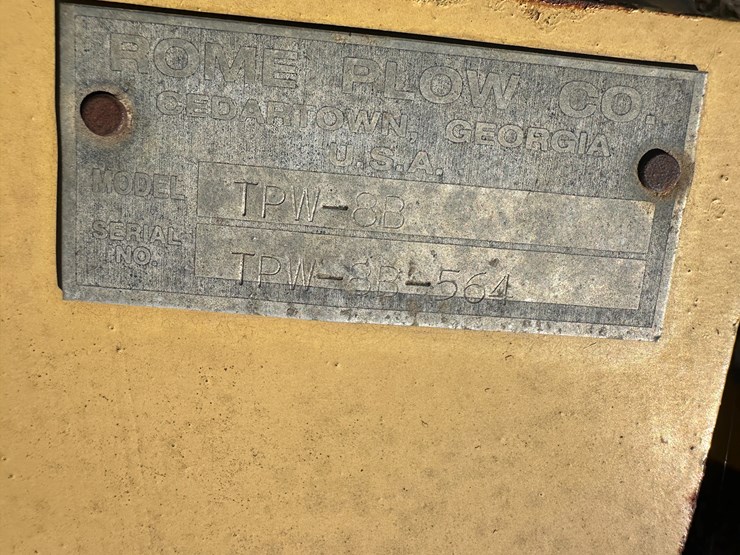 ROME PLOW CO.
CEDARTOWN, GEORGIA
U.S.A.
MODEL TPW-8B
SERIAL NO. TPW-8B-564